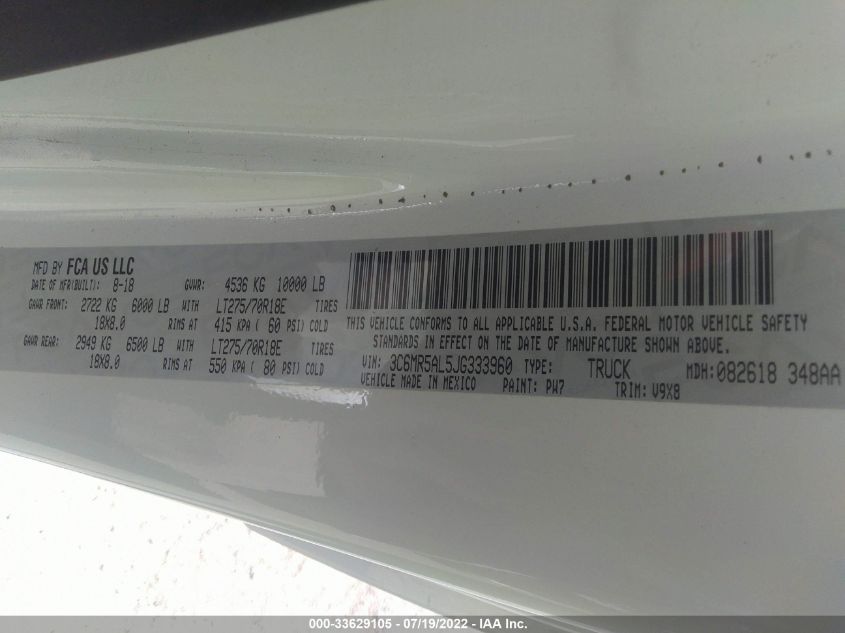 MFD BY FCA US LLC
DATE OF MFR(BUILT): 8-18 GVWR: 4536 KG 10000 LB
GAWR FRONT: 2722 KG 6000 LB WITH LT275/70R18E TIRES
18X8.0 RIMS AT 415 KPA ( 60 PSI) COLD
GAWR REAR: 2949 KG 6500 LB WITH LT275/70R18E TIRES
18X8.0 RIMS AT 550 KPA ( 80 PSI) COLD
THIS VEHICLE CONFORMS TO ALL APPLICABLE U.S.A. FEDERAL MOTOR VEHICLE SAFETY
STANDARDS IN EFFECT ON THE DATE OF MANUFACTURE SHOWN ABOVE.
VIN: 3C6MR5AL5JG333960 TYPE: TRUCK MDH:082618 348AA
VEHICLE MADE IN MEXICO PAINT: PW7 TRIM: V9X8
000-33629105 - 07/19/2022 - IAA Inc.